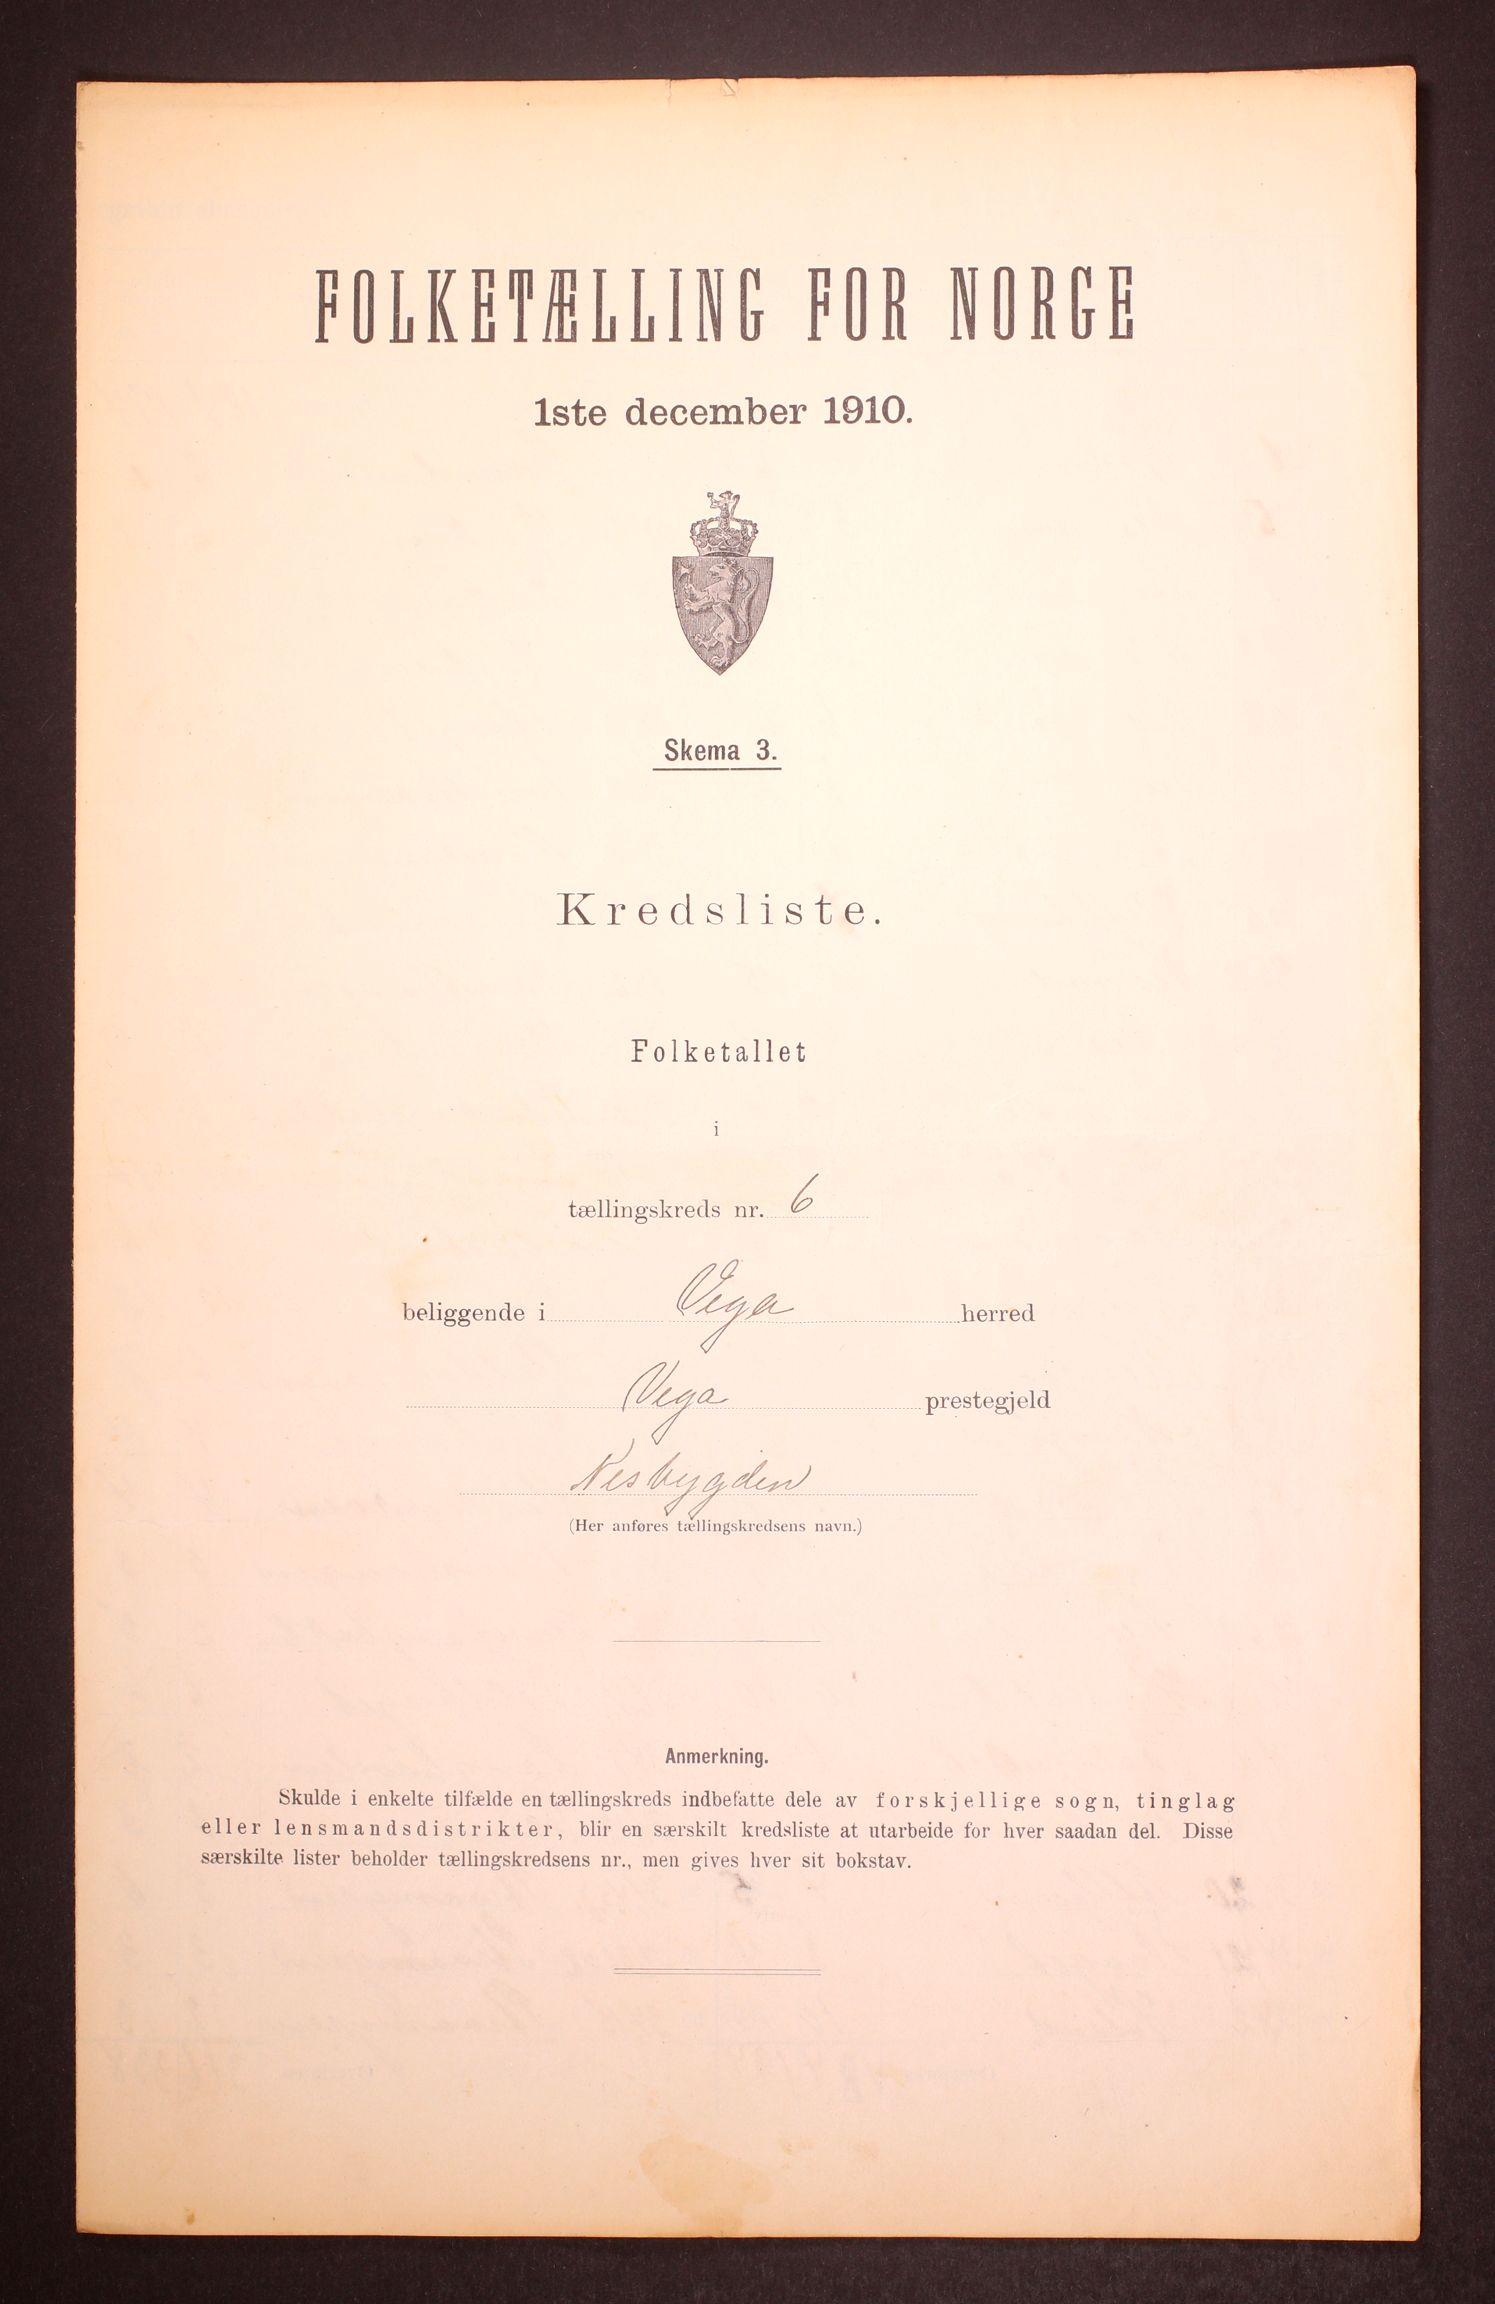 FOLKETÆLLING FOR NORGE
1ste december 1910.
Skema 3.
Kredsliste.
Folketallet
i
tællingskreds nr. 6
beliggende i Vega herred
Vega prestegjeld
Nesbygden
(Her anføres tællingskredsens navn.)
Anmerkning.
Skulde i enkelte tilfælde en tællingskreds indbefatte dele av forskjellige sogn, tinglag
eller lensmandsdistrikter, blir en særskilt kredsliste at utarbeide for hver saadan del. Disse
særskilte lister beholder tællingskredsens nr., men gives hver sit bokstav.